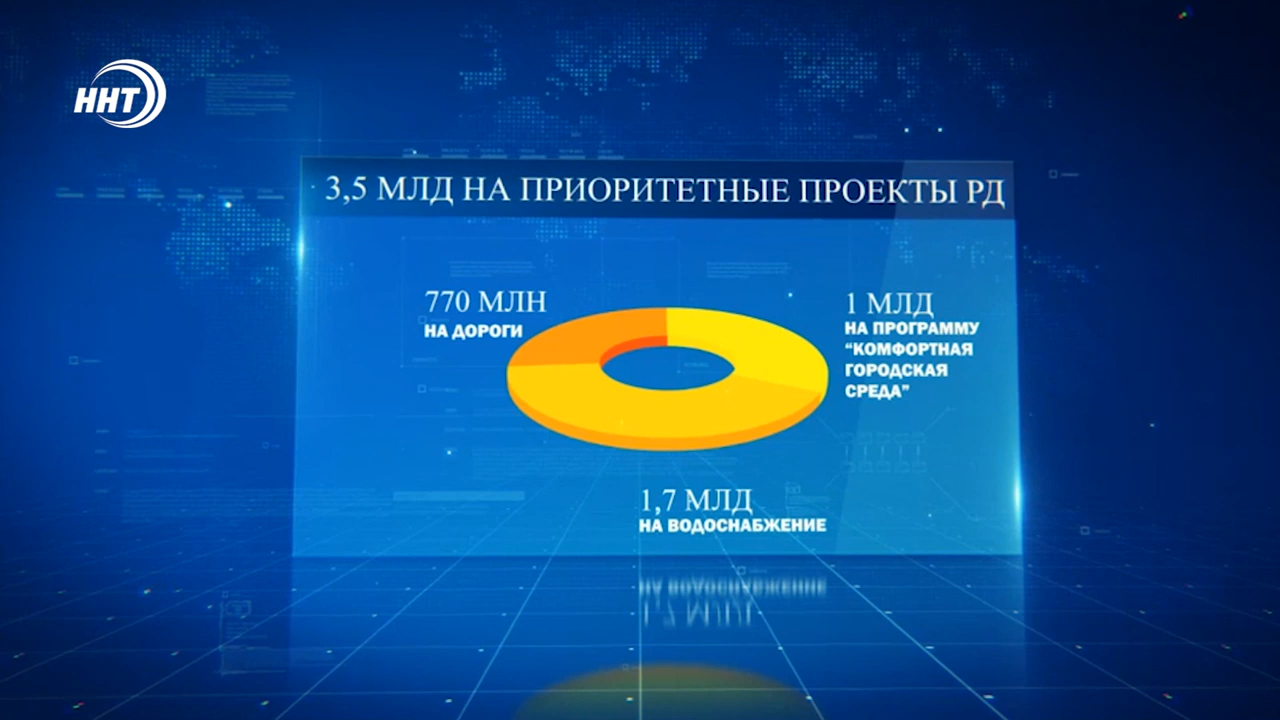 ННТ
3,5 МЛД НА ПРИОРИТЕТНЫЕ ПРОЕКТЫ РД
770 МЛН
НА ДОРОГИ
1 МЛД
НА ПРОГРАММУ
“КОМФОРТНАЯ
ГОРОДСКАЯ
СРЕДА”
1,7 МЛД
НА ВОДОСНАБЖЕНИЕ